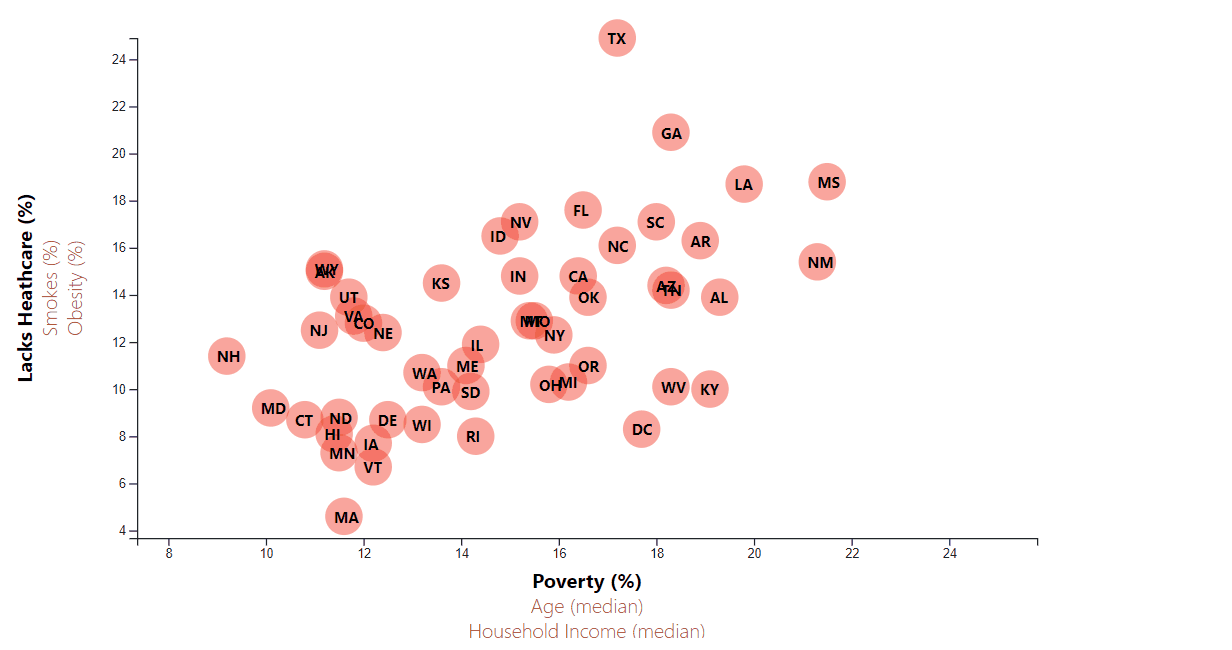 TX
24
22
GA
20
LA
MS
18
FL
NV
SC
ID
NC
AR
16
NM
WY
AK
IN
CA
KS
AZ
TN
14
UT
OK
AL
VA
CO
MT
MO
NJ
NE
NY
12
IL
NH
ME
OR
WA
MI
PA
OH
WV
KY
10
SD
MD
CT
ND
DE
WI
DC
HI
RI
8
IA
MN
VT
6
MA
4
Lacks Heathcare (%)
Smokes (%)
Obesity (%)
8 10 12 14 16 18 20 22 24
Poverty (%)
Age (median)
Household Income (median)